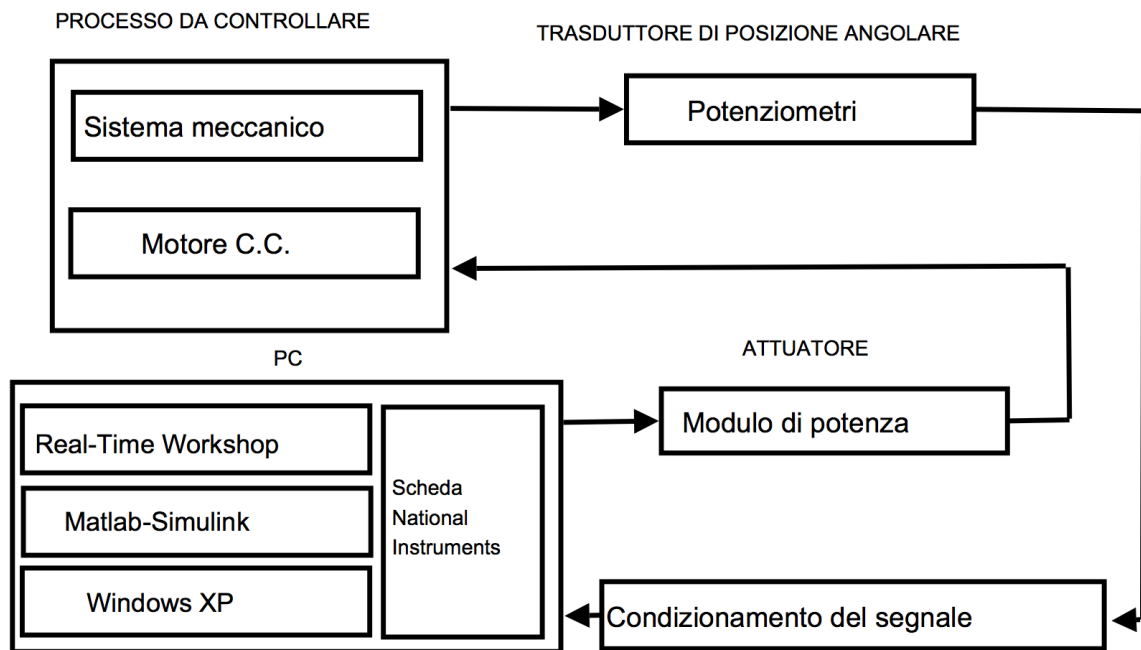 PROCESSO DA CONTROLLARE
TRASDUTTORE DI POSIZIONE ANGOLARE
Sistema meccanico
Potenziometri
Motore C.C.
PC
ATTUATORE
Real-Time Workshop
Matlab-Simulink
Windows XP
Scheda
National
Instruments
Modulo di potenza
Condizionamento del segnale